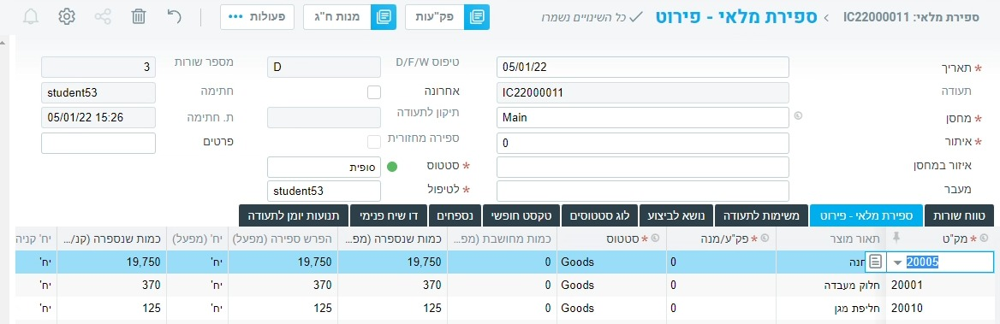 ספירת מלאי: IC22000011 ספירת מלאי - פירוט כל השינויים נשמרו פק"עות מנות ח"ג פעולות
תאריך 05/01/22 טיפוס D/F/W D מספר שורות 3
תעודה IC22000011 אחרונה חתימה student53
מחסן Main תיקון לתעודה ת. חתימה 05/01/22 15:26
איתור 0 ספירה מחזורית פרטים
איזור במחסן סטטוס סופית
מעבר לטיפול student53
טווח שורות ספירת מלאי - פירוט משימות לתעודה נושא לביצוע לוג סטטוסים טקסט חופשי נספחים דו שיח פנימי תנועות יומן לתעודה
מק"ט תאור מוצר פק"ע/מנה סטטוס כמות מחושבת (מפ... כמות שנספרה (מפ... הפרש ספירה (מפעל) יח' (מפעל) כמות שנספרה (קנ/... יח' קניה
20005 0 Goods 0 19,750 19,750 יח' 19,750 יח'
20001 חלוק מעבדה 0 Goods 0 370 370 יח' 370 יח'
20010 חליפת מגן 0 Goods 0 125 125 יח' 125 יח'